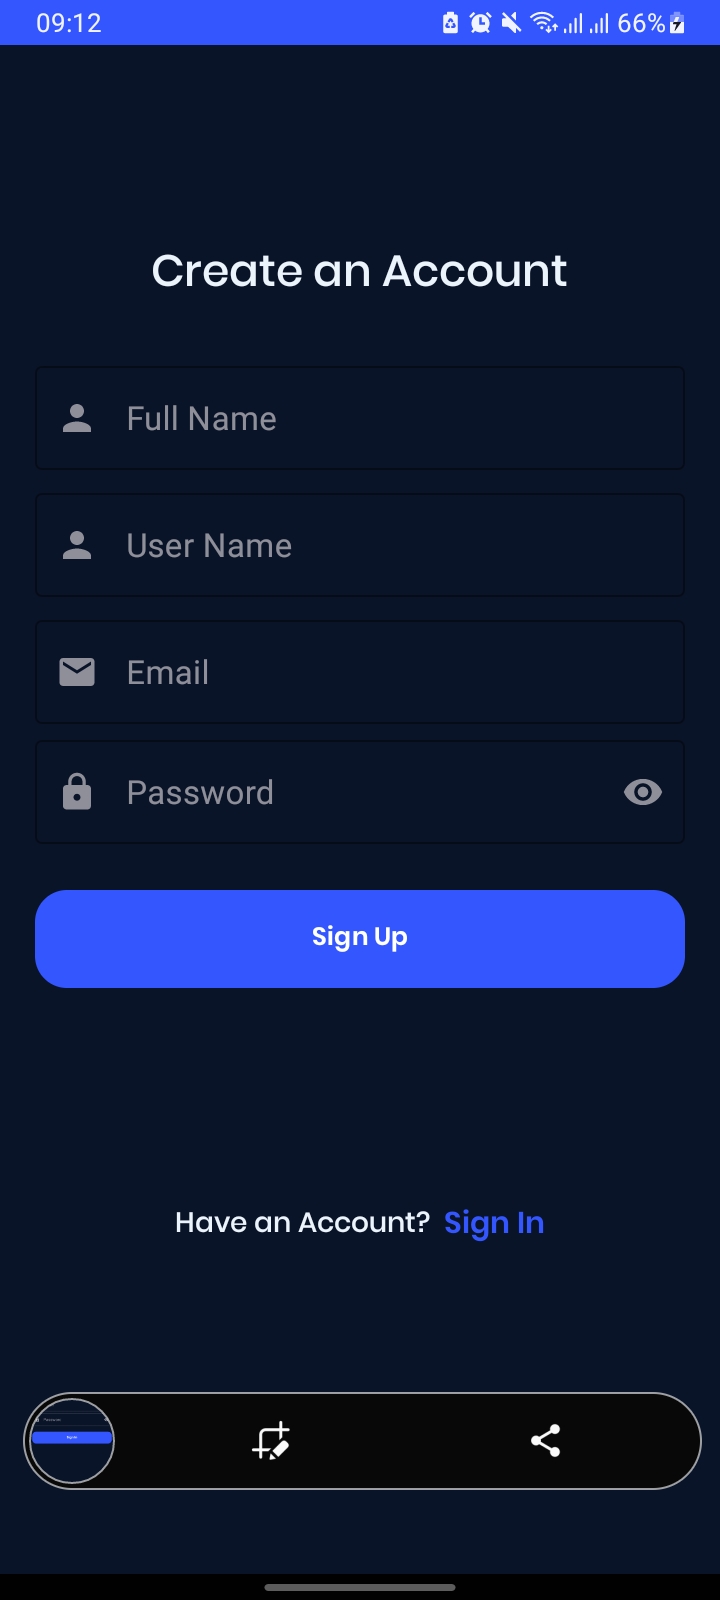 09:12 66%
Create an Account
Full Name
User Name
Email
Password
Sign Up
Have an Account? Sign In